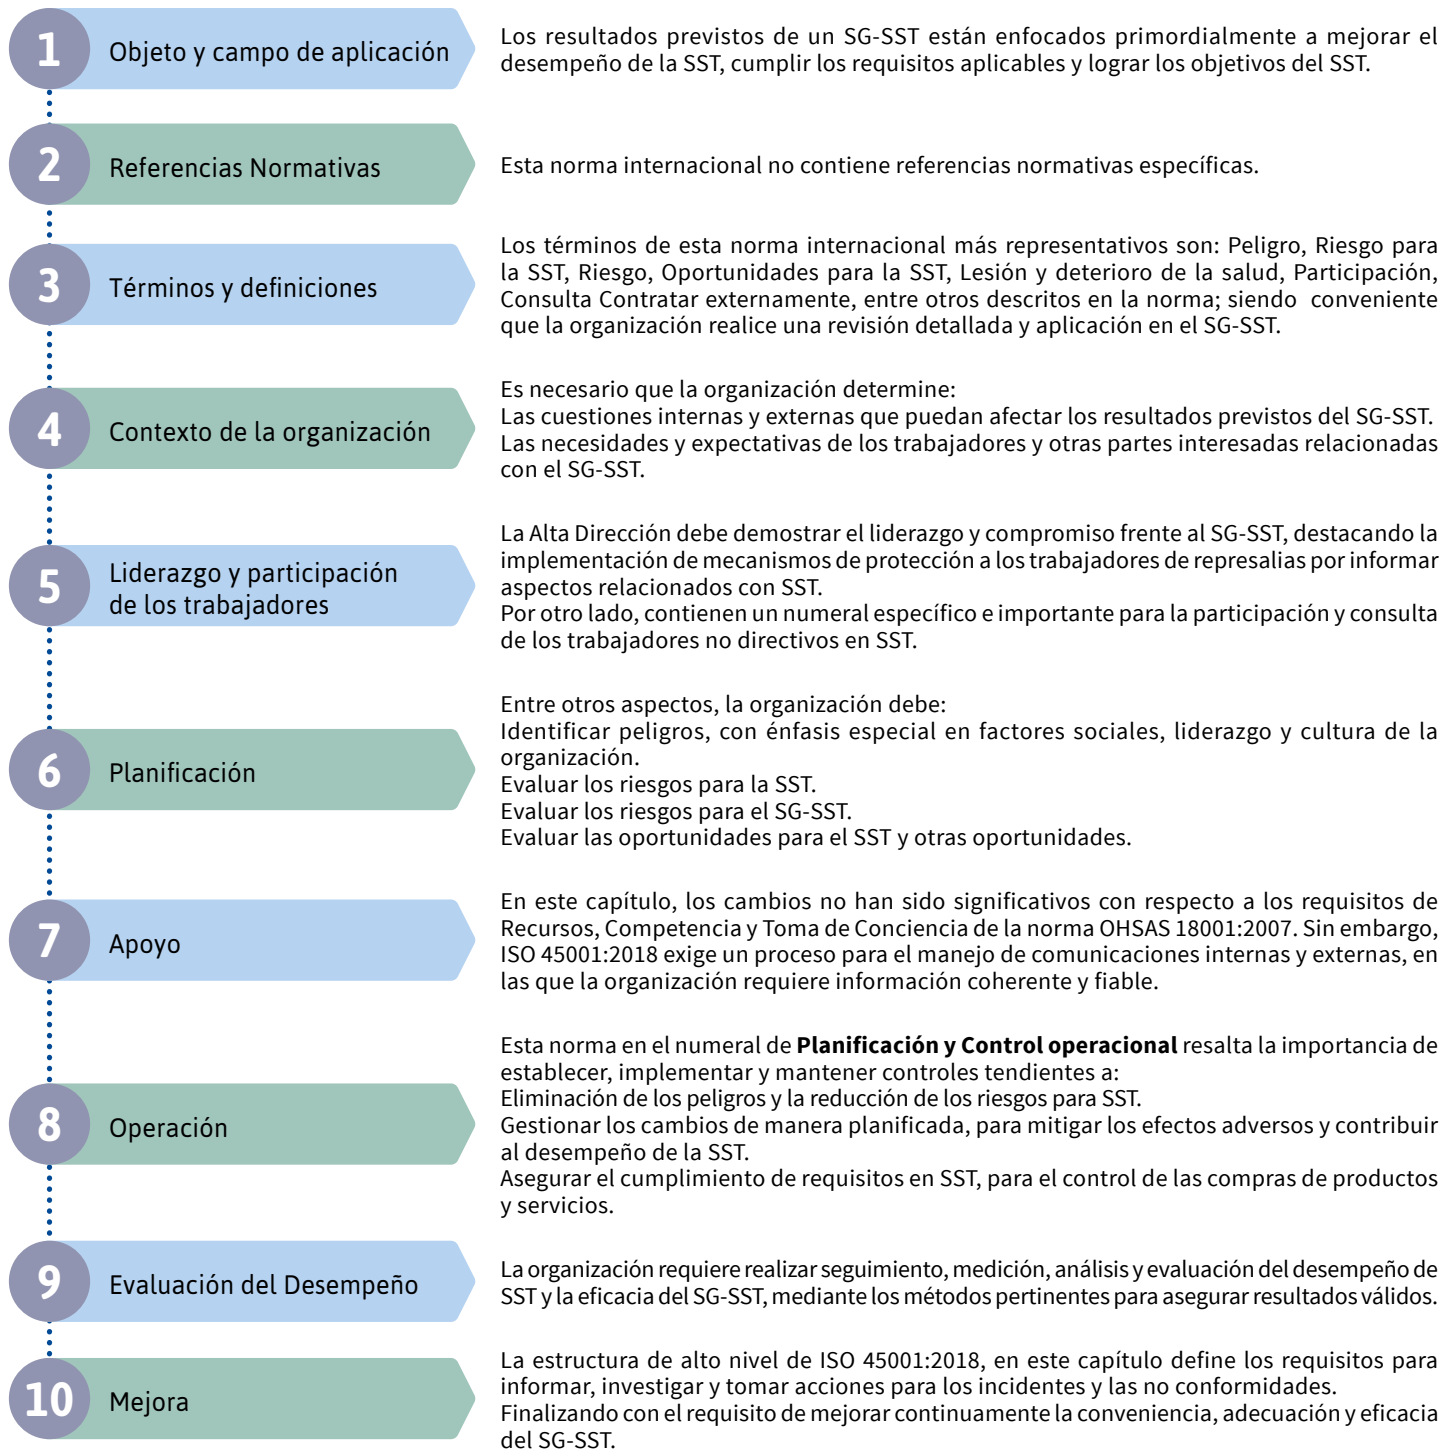 1
Objeto y campo de aplicación
Los resultados previstos de un SG-SST están enfocados primordialmente a mejorar el
desempeño de la SST, cumplir los requisitos aplicables y lograr los objetivos del SST.
2
Referencias Normativas
Esta norma internacional no contiene referencias normativas específicas.
3
Términos y definiciones
Los términos de esta norma internacional más representativos son: Peligro, Riesgo para
la SST, Riesgo, Oportunidades para la SST, Lesión y deterioro de la salud, Participación,
Consulta Contratar externamente, entre otros descritos en la norma; siendo conveniente
que la organización realice una revisión detallada y aplicación en el SG-SST.
4
Contexto de la organización
Es necesario que la organización determine:
Las cuestiones internas y externas que puedan afectar los resultados previstos del SG-SST.
Las necesidades y expectativas de los trabajadores y otras partes interesadas relacionadas
con el SG-SST.
5
Liderazgo y participación
de los trabajadores
La Alta Dirección debe demostrar el liderazgo y compromiso frente al SG-SST, destacando la
implementación de mecanismos de protección a los trabajadores de represalias por informar
aspectos relacionados con SST.
Por otro lado, contienen un numeral específico e importante para la participación y consulta
de los trabajadores no directivos en SST.
6
Planificación
Entre otros aspectos, la organización debe:
Identificar peligros, con énfasis especial en factores sociales, liderazgo y cultura de la
organización.
Evaluar los riesgos para la SST.
Evaluar los riesgos para el SG-SST.
Evaluar las oportunidades para el SST y otras oportunidades.
7
Apoyo
En este capítulo, los cambios no han sido significativos con respecto a los requisitos de
Recursos, Competencia y Toma de Conciencia de la norma OHSAS 18001:2007. Sin embargo,
ISO 45001:2018 exige un proceso para el manejo de comunicaciones internas y externas, en
las que la organización requiere información coherente y fiable.
8
Operación
Esta norma en el numeral de Planificación y Control operacional resalta la importancia de
establecer, implementar y mantener controles tendientes a:
Eliminación de los peligros y la reducción de los riesgos para SST.
Gestionar los cambios de manera planificada, para mitigar los efectos adversos y contribuir
al desempeño de la SST.
Asegurar el cumplimiento de requisitos en SST, para el control de las compras de productos
y servicios.
9
Evaluación del Desempeño
La organización requiere realizar seguimiento, medición, análisis y evaluación del desempeño de
SST y la eficacia del SG-SST, mediante los métodos pertinentes para asegurar resultados válidos.
10
Mejora
La estructura de alto nivel de ISO 45001:2018, en este capítulo define los requisitos para
informar, investigar y tomar acciones para los incidentes y las no conformidades.
Finalizando con el requisito de mejorar continuamente la conveniencia, adecuación y eficacia
del SG-SST.